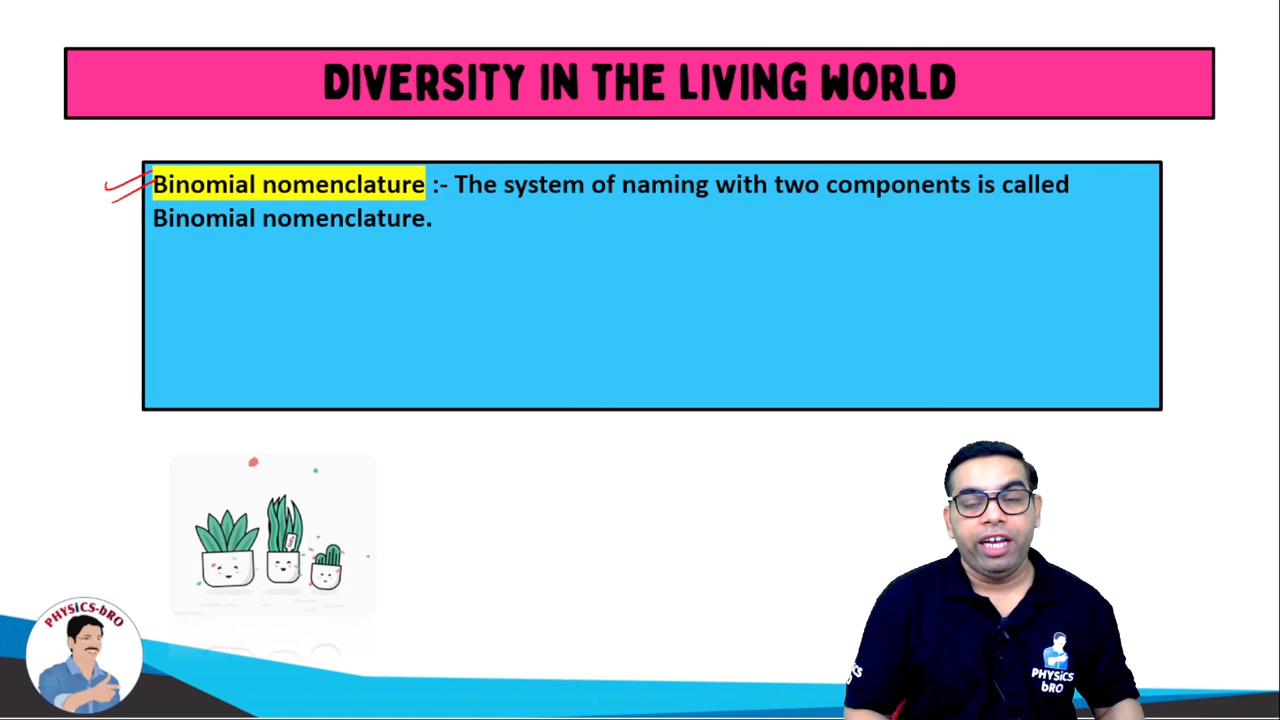 DIVERSITY IN THE LIVING WORLD
Binomial nomenclature :- The system of naming with two components is called
Binomial nomenclature.
PHYSiCS-bRO
PHYSiCS
bRO